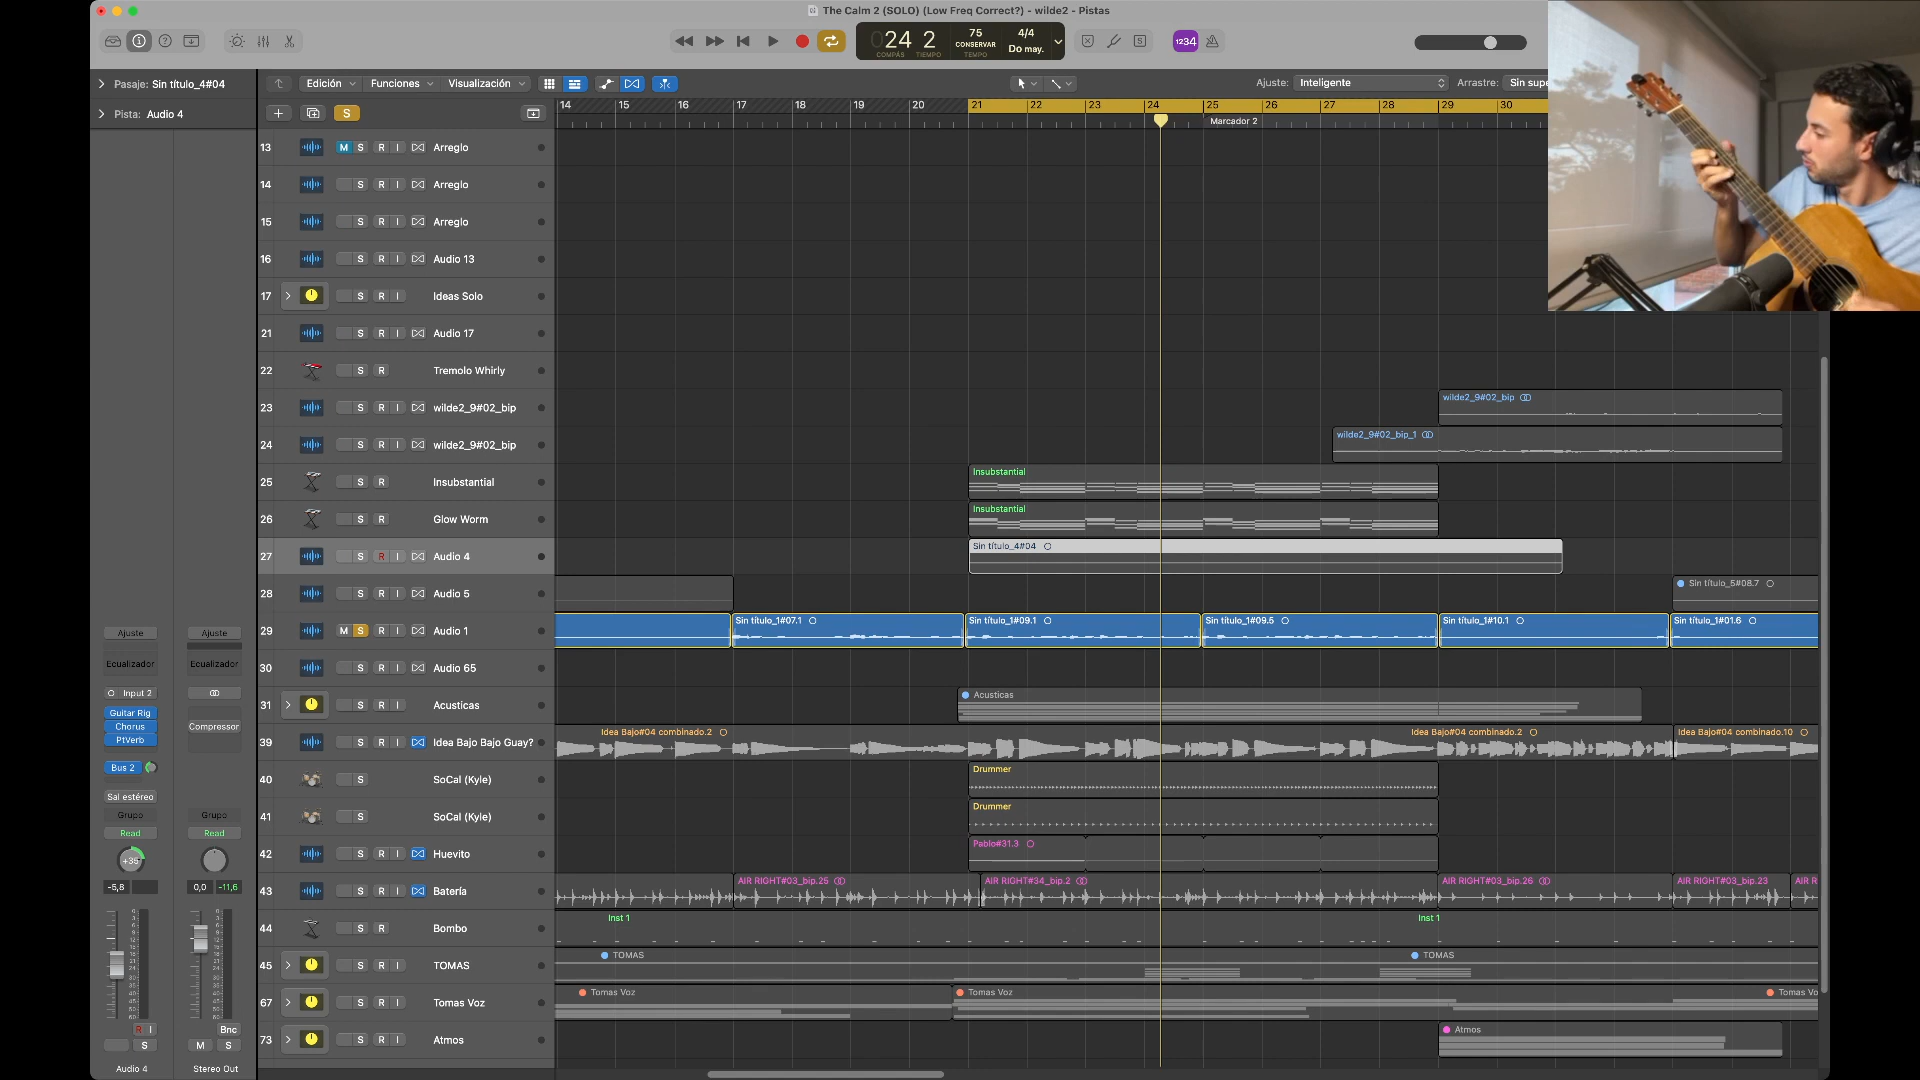 The Calm 2 (SOLO) (Low Freq Correct?) - wilde2 - Pistas
024 2
COMPÁS TIEMPO
75
CONSERVAR
TEMPO
4/4
Do may.
1234
Pasaje: Sin título_4#04
Pista: Audio 4
Edición
Funciones
Visualización
Ajuste: Inteligente
Arrastre: Sin supe
S
14 15 16 17 18 19 20 21 22 23 24 25 26 27 28 29 30
Marcador 2
13 M S R I Arreglo
14 S R I Arreglo
15 S R I Arreglo
16 S R I Audio 13
17 S R I Ideas Solo
21 S R I Audio 17
22 S R Tremolo Whirly
23 S R I wilde2_9#02_bip
wilde2_9#02_bip
24 S R I wilde2_9#02_bip
wilde2_9#02_bip_1
25 S R Insubstantial
Insubstantial
26 S R Glow Worm
Insubstantial
27 S R I Audio 4
Sin título_4#04
28 S R I Audio 5
Sin título_5#08.7
29 M S R I Audio 1
Sin título_1#07.1
Sin título_1#09.1
Sin título_1#09.5
Sin título_1#10.1
Sin título_1#01.6
30 S R I Audio 65
31 S R I Acusticas
Acusticas
39 S R I Idea Bajo Bajo Guay?
Idea Bajo#04 combinado.2
Idea Bajo#04 combinado.2
Idea Bajo#04 combinado.10
40 S SoCal (Kyle)
Drummer
41 S SoCal (Kyle)
Drummer
42 S R I Huevito
Pablo#31.3
43 S R I Batería
AIR RIGHT#03_bip.25
AIR RIGHT#34_bip.2
AIR RIGHT#03_bip.26
AIR RIGHT#03_bip.23
AIR R
44 S R Bombo
Inst 1
Inst 1
45 S R I TOMAS
TOMAS
TOMAS
67 S R I Tomas Voz
Tomas Voz
Tomas Voz
Tomas Vo
73 S R I Atmos
Atmos
Ajuste Ajuste
Ecualizador Ecualizador
Input 2
Guitar Rig
Chorus Compressor
PtVerb
Bus 2
Sal estéreo
Grupo Grupo
Read Read
+35
-5,8 0,0 -11,6
R I Bnc
S M S
Audio 4 Stereo Out